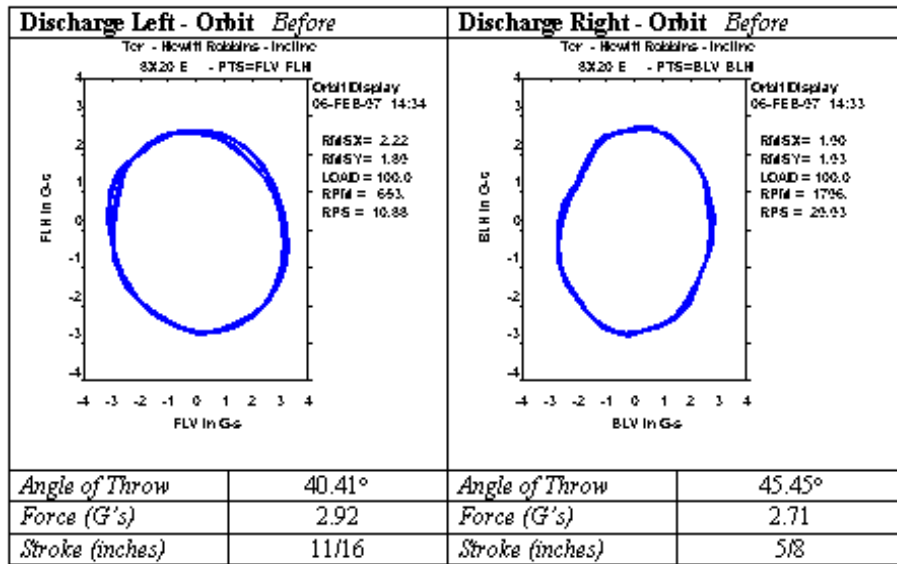 Discharge Left - Orbit Before
Ter - Hewitt Robbins - Incline
8X20 E - PTS=FLV FLH
Orbit Display
06-FEB-97 14:34
RMSX= 2.22
RMSY= 1.89
LOAD = 100.0
RPM = 653.
RPS = 10.88
FLH in G-s
4
3
2
1
0
-1
-2
-3
-4
-4 -3 -2 -1 0 1 2 3 4
FLV in G-s
Discharge Right - Orbit Before
Ter - Hewitt Robbins - Incline
8X20 E - PTS=BLV BLH
Orbit Display
06-FEB-97 14:33
RMSX= 1.90
RMSY= 1.93
LOAD = 100.0
RPM = 1796.
RPS = 29.93
BLH in G-s
4
3
2
1
0
-1
-2
-3
-4
-4 -3 -2 -1 0 1 2 3 4
BLV in G-s
Angle of Throw 40.41° Angle of Throw 45.45°
Force (G's) 2.92 Force (G's) 2.71
Stroke (inches) 11/16 Stroke (inches) 5/8